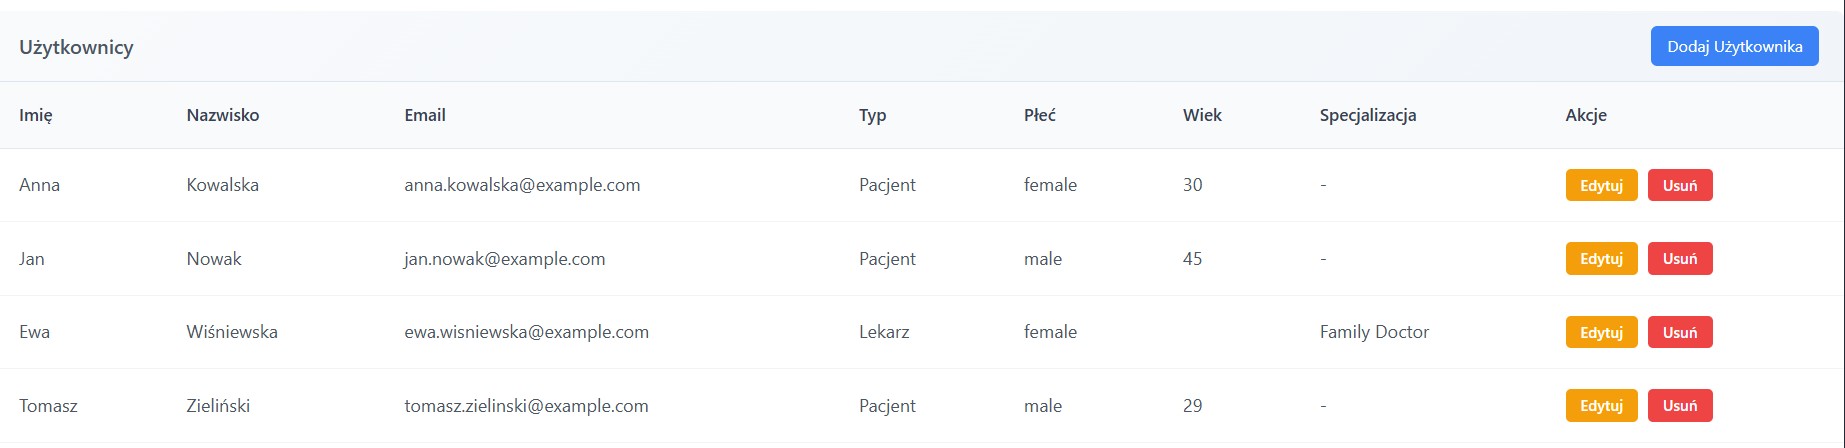 Użytkownicy Dodaj Użytkownika
Imię Nazwisko Email Typ Płeć Wiek Specjalizacja Akcje
Anna Kowalska anna.kowalska@example.com Pacjent female 30 - Edytuj Usuń
Jan Nowak jan.nowak@example.com Pacjent male 45 - Edytuj Usuń
Ewa Wiśniewska ewa.wisniewska@example.com Lekarz female Family Doctor Edytuj Usuń
Tomasz Zieliński tomasz.zielinski@example.com Pacjent male 29 - Edytuj Usuń